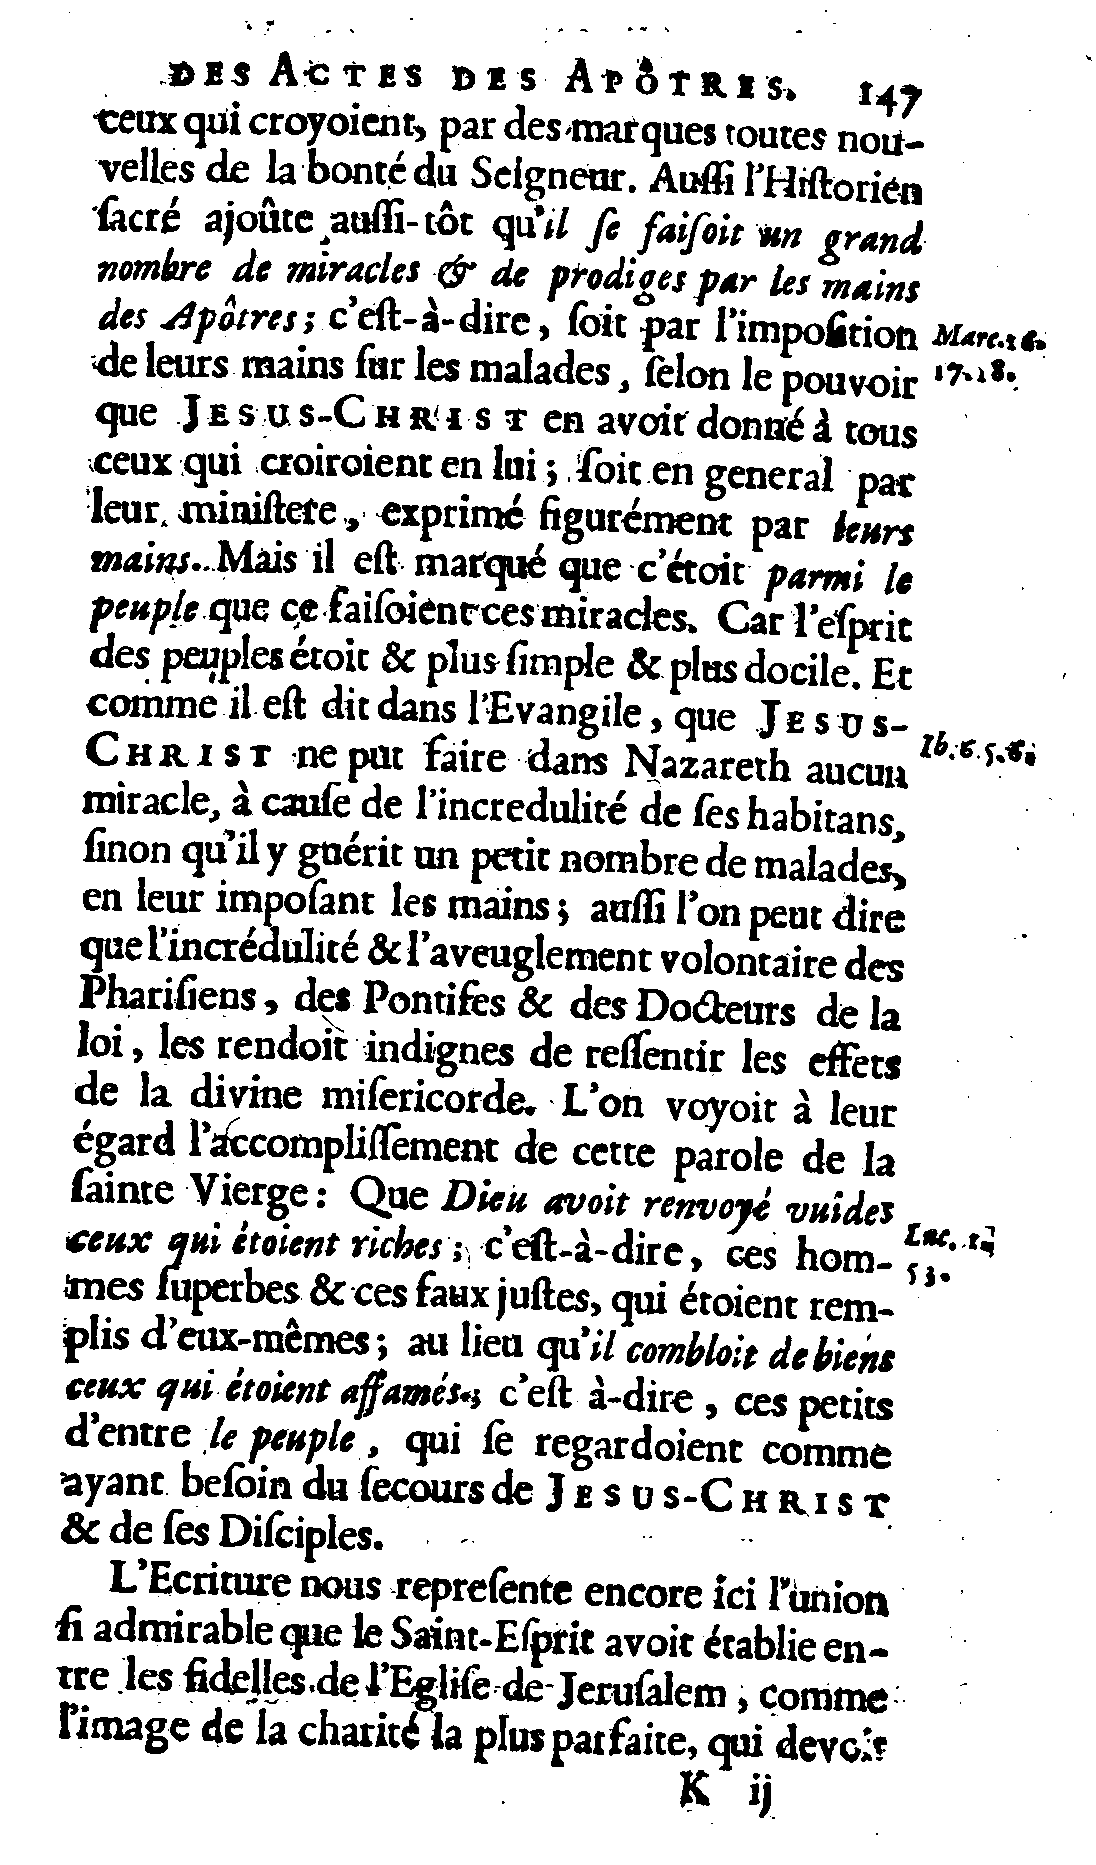 DES ACTES DES APÔTRES. 147
ceux qui croyoient, par des marques toutes nou-
velles de la bonté du Seigneur. Auſſi l'Hiſtorien
ſacré ajoûte auſſi-tôt qu'il ſe faiſoit un grand
nombre de miracles & de prodiges par les mains
des Apôtres; c'eſt-à-dire, ſoit par l'impoſition
Marc. 16.
de leurs mains ſur les malades, ſelon le pouvoir
17. 18.
que JESUS-CHRIST en avoit donné à tous
ceux qui croiroient en lui; ſoit en general par
leur miniſtere, exprimé figurément par leurs
mains. Mais il eſt marqué que c'étoit parmi le
peuple que ce faiſoient ces miracles. Car l'eſprit
des peuples étoit & plus ſimple & plus docile. Et
comme il eſt dit dans l'Evangile, que JESUS-
CHRIST ne put faire dans Nazareth aucun
Ib. 6. 5. 6.
miracle, à cauſe de l'incredulité de ſes habitans,
ſinon qu'il y guérit un petit nombre de malades,
en leur impoſant les mains; auſſi l'on peut dire
que l'incrédulité & l'aveuglement volontaire des
Phariſiens, des Pontifes & des Docteurs de la
loi, les rendoit indignes de reſſentir les effets
de la divine miſericorde. L'on voyoit à leur
égard l'accompliſſement de cette parole de la
ſainte Vierge: Que Dieu avoit renvoyé vuides
ceux qui étoient riches; c'eſt-à-dire, ces hom-
Luc. 1.
53.
mes ſuperbes & ces faux juſtes, qui étoient rem-
plis d'eux-mêmes; au lieu qu'il combloit de biens
ceux qui étoient affamés; c'eſt à-dire, ces petits
d'entre le peuple, qui ſe regardoient comme
ayant beſoin du ſecours de JESUS-CHRIST
& de ſes Diſciples.
L'Ecriture nous repreſente encore ici l'union
ſi admirable que le Saint-Eſprit avoit établie en-
tre les fidelles de l'Egliſe de Jeruſalem, comme
l'image de la charité la plus parfaite, qui devoit
K ij